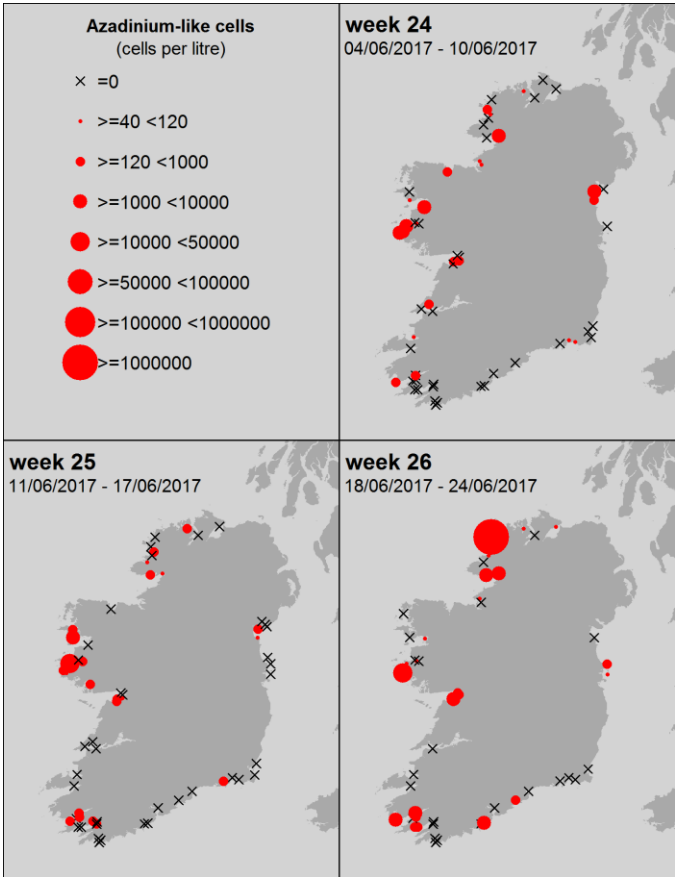 Azadinium-like cells
(cells per litre)
=0
>=40 <120
>=120 <1000
>=1000 <10000
>=10000 <50000
>=50000 <100000
>=100000 <1000000
>=1000000
week 24
04/06/2017 - 10/06/2017
week 25
11/06/2017 - 17/06/2017
week 26
18/06/2017 - 24/06/2017